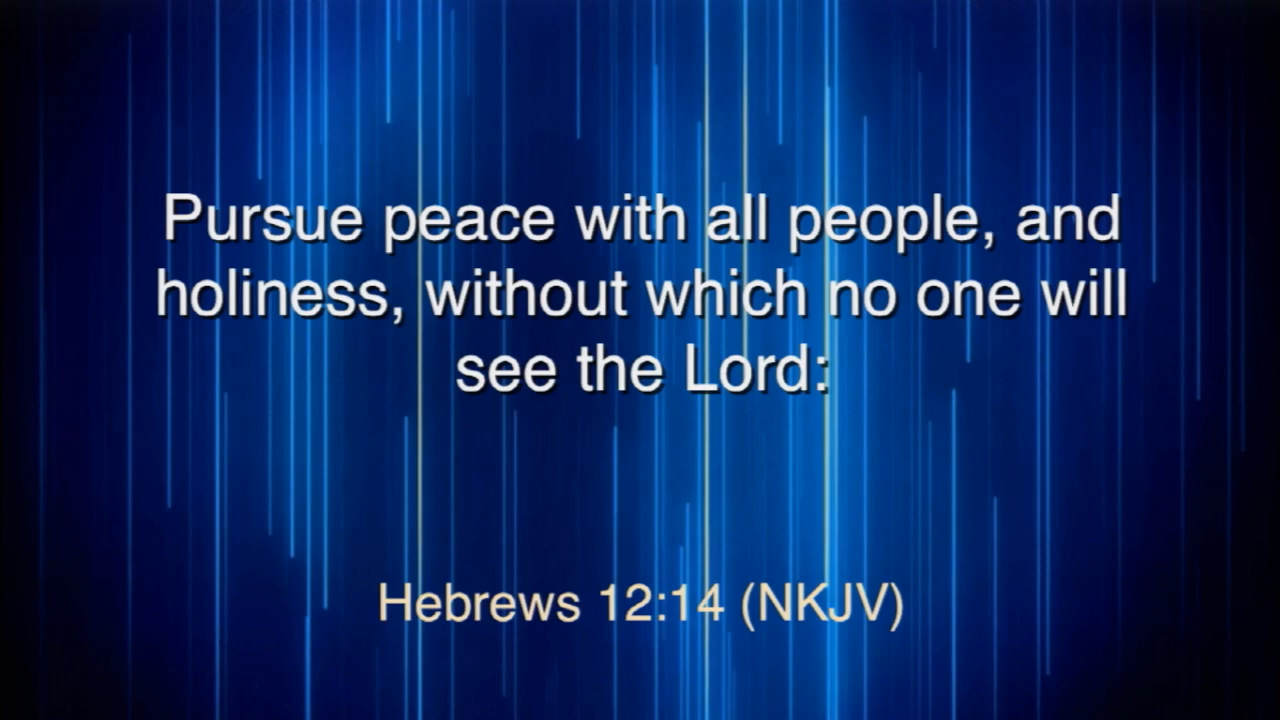 Pursue peace with all people, and
holiness, without which no one will
see the Lord:
Hebrews 12:14 (NKJV)